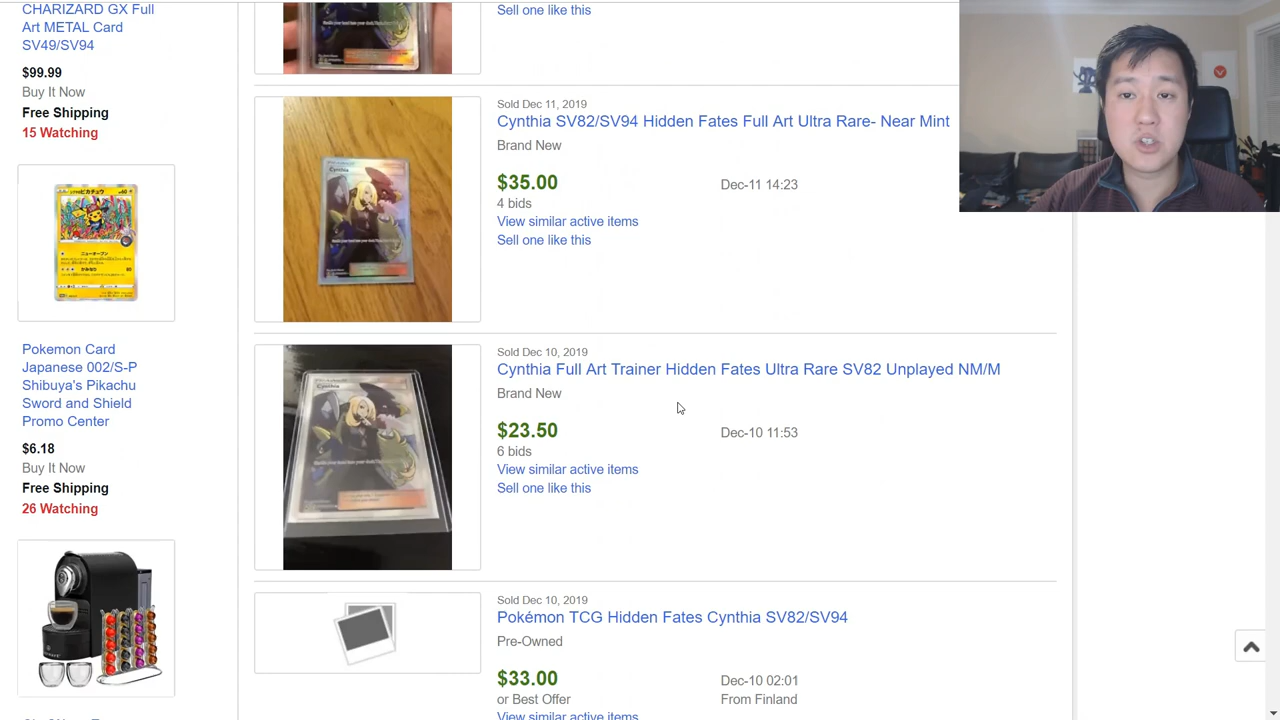 CHARIZARD GX Full
Art METAL Card
SV49/SV94
$99.99
Buy It Now
Free Shipping
15 Watching
Pokemon Card
Japanese 002/S-P
Shibuya's Pikachu
Sword and Shield
Promo Center
$6.18
Buy It Now
Free Shipping
26 Watching
Sell one like this
Sold Dec 11, 2019
Cynthia SV82/SV94 Hidden Fates Full Art Ultra Rare- Near Mint
Brand New
$35.00
Dec-11 14:23
4 bids
View similar active items
Sell one like this
Cynthia
Sold Dec 10, 2019
Cynthia Full Art Trainer Hidden Fates Ultra Rare SV82 Unplayed NM/M
Brand New
$23.50
Dec-10 11:53
6 bids
View similar active items
Sell one like this
Cynthia
Sold Dec 10, 2019
Pokémon TCG Hidden Fates Cynthia SV82/SV94
Pre-Owned
$33.00
Dec-10 02:01
or Best Offer
From Finland
View similar active items